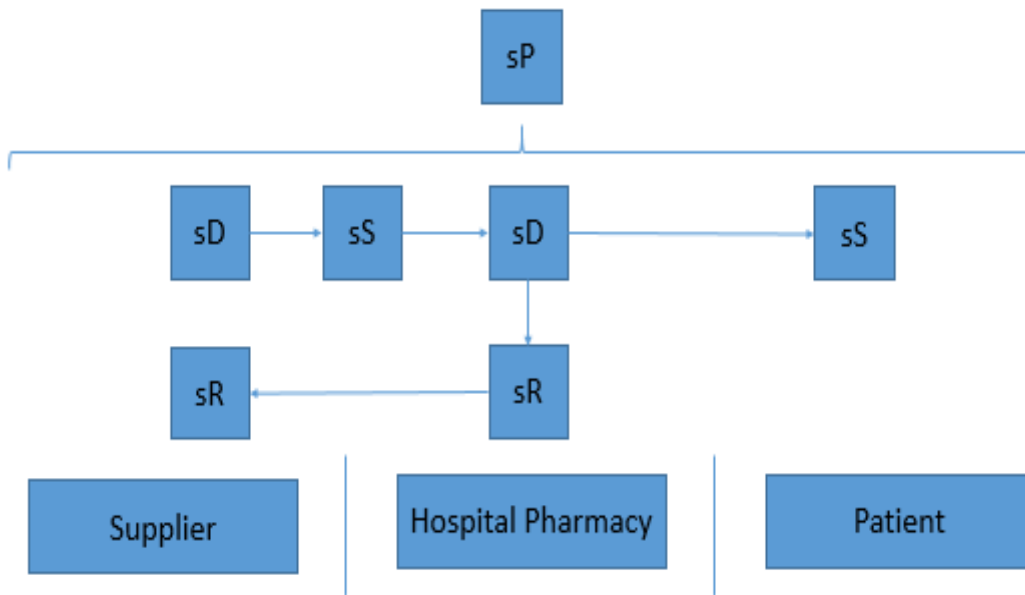 sP
sD
sS
sD
sS
sR
sR
Supplier
Hospital Pharmacy
Patient